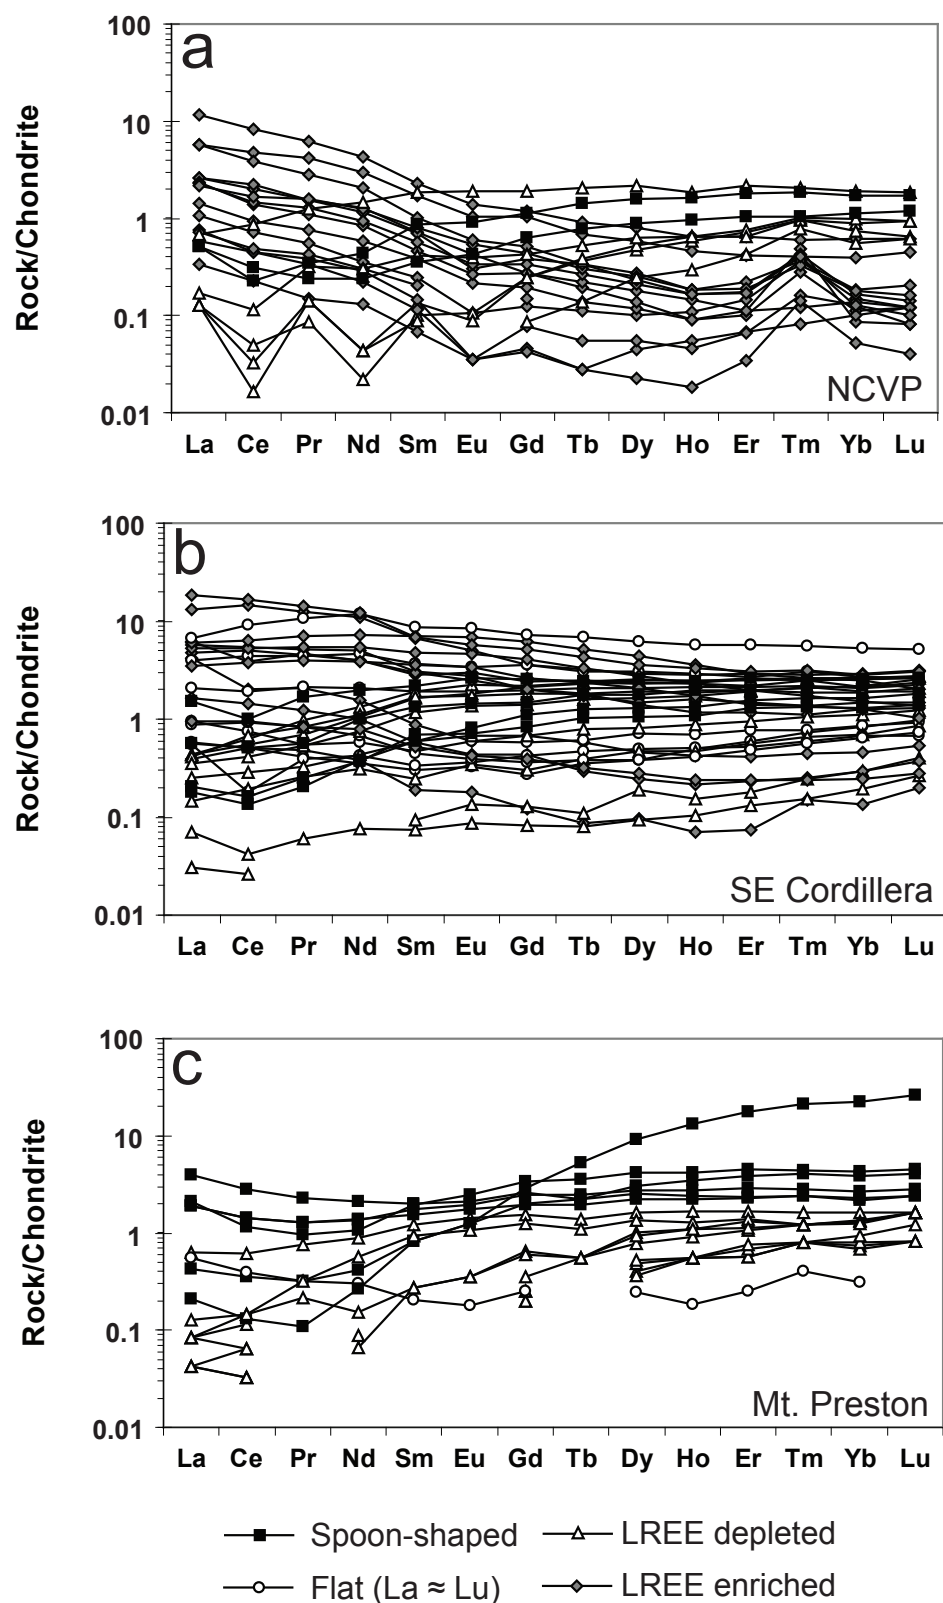 a
100
10
1
0.1
0.01
Rock/Chondrite
NCVP
La Ce Pr Nd Sm Eu Gd Tb Dy Ho Er Tm Yb Lu
b
100
10
1
0.1
0.01
Rock/Chondrite
SE Cordillera
La Ce Pr Nd Sm Eu Gd Tb Dy Ho Er Tm Yb Lu
c
100
10
1
0.1
0.01
Rock/Chondrite
Mt. Preston
La Ce Pr Nd Sm Eu Gd Tb Dy Ho Er Tm Yb Lu
Spoon-shaped LREE depleted
Flat (La ≈ Lu) LREE enriched